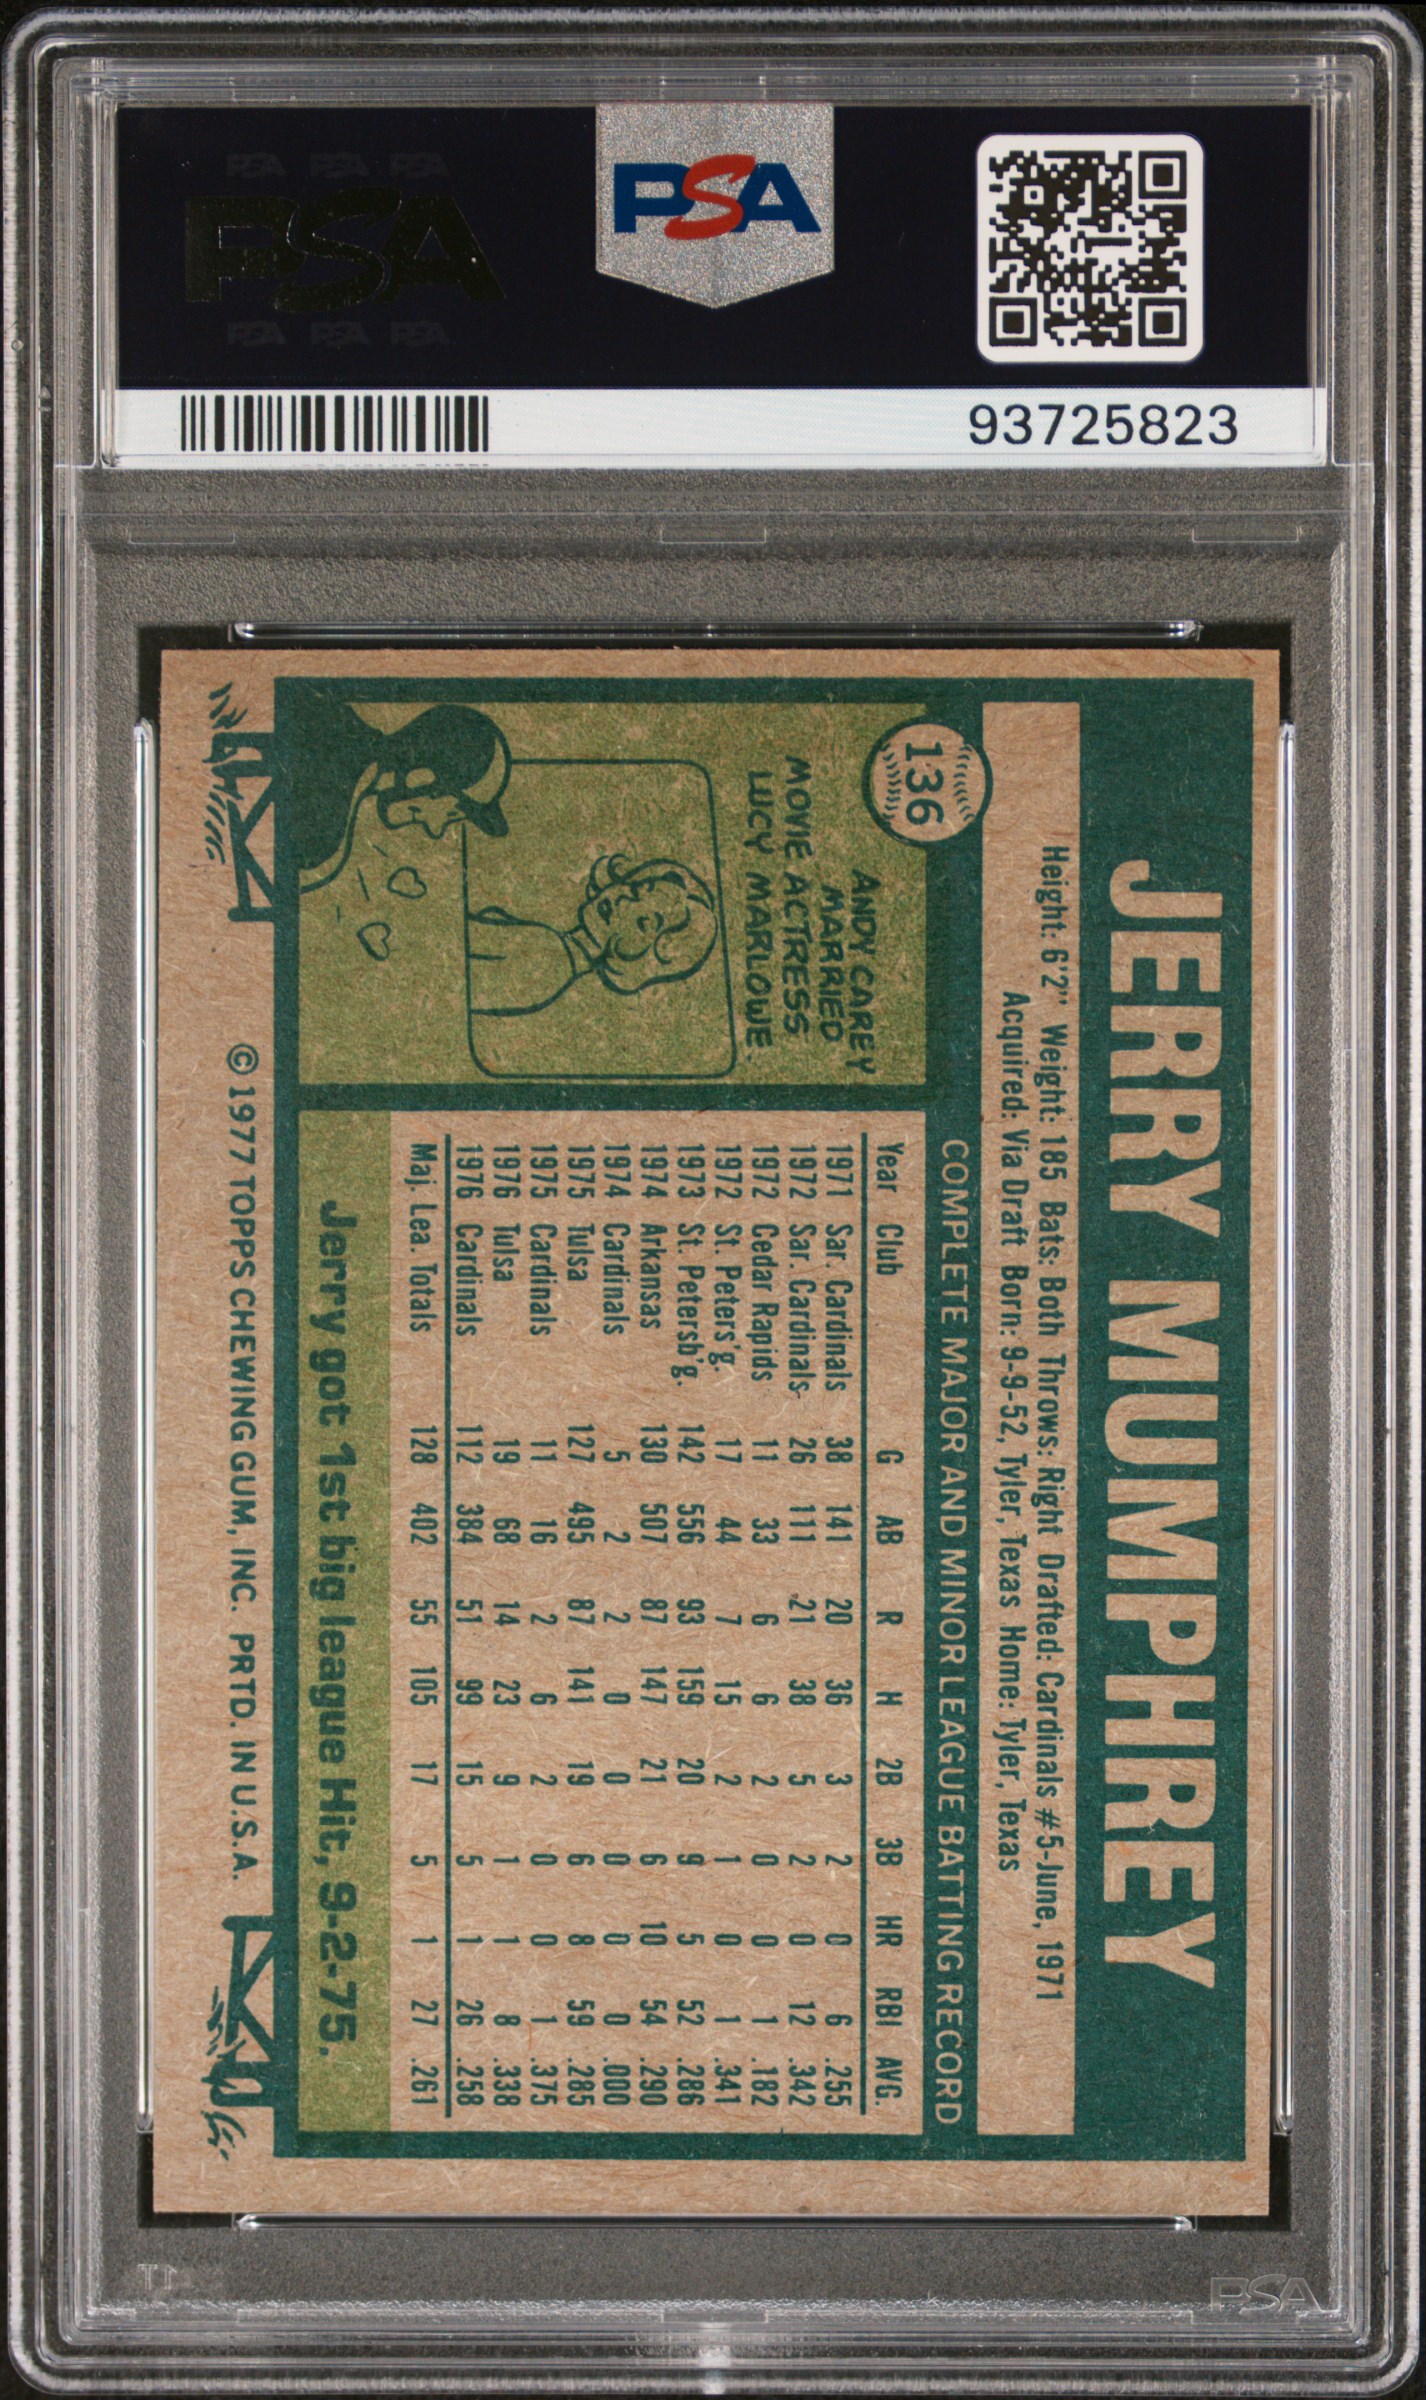 PSA PSA PSA
PSA
PSA PSA PSA
PSA
93725823
JERRY MUMPHREY
Height: 6'2" Weight: 185 Bats: Both Throws: Right Drafted: Cardinals #5-June, 1971
Acquired: Via Draft Born: 9-9-52, Tyler, Texas Home: Tyler, Texas
136
COMPLETE MAJOR AND MINOR LEAGUE BATTING RECORD
ANDY CAREY
MARRIED
MOVIE ACTRESS
LUCY MARLOWE.
Year Club G AB R H 2B 3B HR RBI AVG.
1971 Sar. Cardinals 38 141 20 36 3 2 0 6 .255
1972 Sar. Cardinals 26 111 21 38 5 2 0 12 .342
1972 Cedar Rapids 11 33 6 6 2 0 0 1 .182
1972 St. Peters'g. 17 44 7 15 2 1 0 1 .341
1973 St. Petersb'g. 142 556 93 159 20 9 5 52 .286
1974 Arkansas 130 507 87 147 21 6 10 54 .290
1974 Cardinals 5 2 2 0 0 0 0 0 .000
1975 Tulsa 127 495 87 141 19 6 8 59 .285
1975 Cardinals 11 16 2 6 2 0 0 1 .375
1976 Tulsa 19 68 14 23 9 1 1 8 .338
1976 Cardinals 112 384 51 99 15 5 1 26 .258
Maj. Lea. Totals 128 402 55 105 17 5 1 27 .261
Jerry got 1st big league Hit, 9-2-75.
© 1977 TOPPS CHEWING GUM, INC. PRTD. IN U.S.A.
PSA